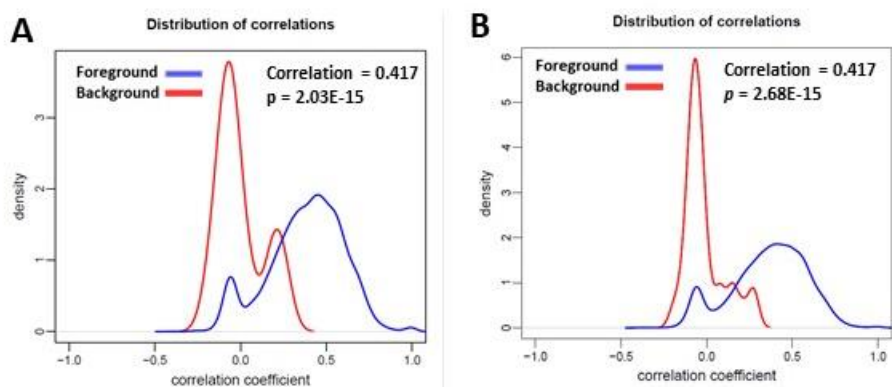 A
Distribution of correlations
Foreground
Background
Correlation = 0.417
p = 2.03E-15
density
0
1
2
3
−1.0
−0.5
0.0
0.5
1.0
correlation coefficient
B
Distribution of correlations
Foreground
Background
Correlation = 0.417
p = 2.68E-15
density
0
1
2
3
4
5
6
−1.0
−0.5
0.0
0.5
1.0
correlation coefficient